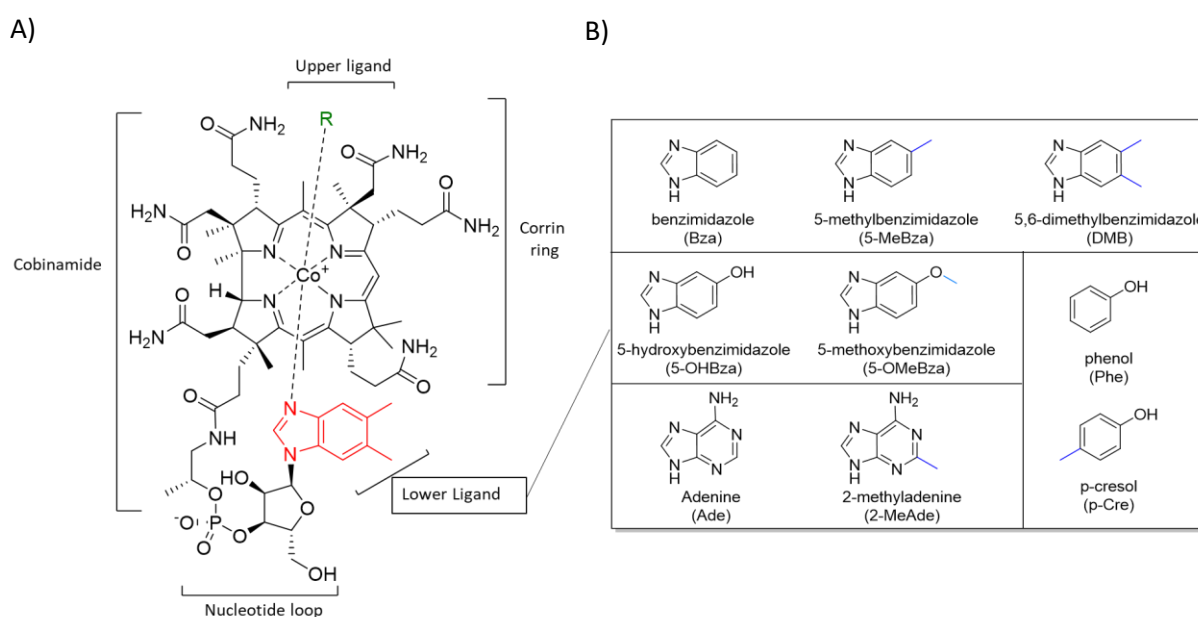 A)
B)
Upper ligand
R
O
NH2
O
NH2
H2N
O
O
NH2
N
N
Co+
H
N
N
Cobinamide
Corrin
ring
O
H2N
NH2
O
O
NH
N
N
HO
O
-O
P
O
O
O
OH
Lower Ligand
Nucleotide loop
N
N
H
benzimidazole
(Bza)
N
N
H
5-methylbenzimidazole
(5-MeBza)
N
N
H
5,6-dimethylbenzimidazole
(DMB)
N
OH
N
H
5-hydroxybenzimidazole
(5-OHBza)
N
O
N
H
5-methoxybenzimidazole
(5-OMeBza)
OH
phenol
(Phe)
NH2
N
N
N
H
N
Adenine
(Ade)
NH2
N
N
N
H
N
2-methyladenine
(2-MeAde)
OH
p-cresol
(p-Cre)